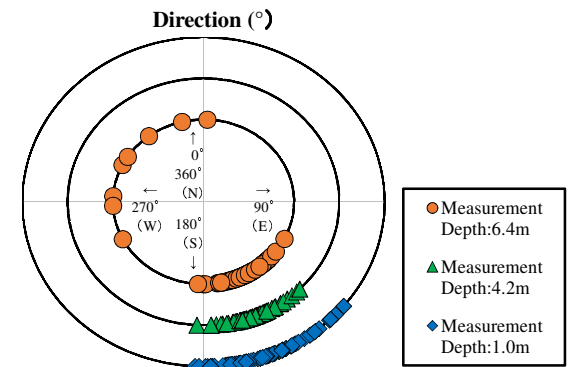 Direction (°)
↑
0°
360°
(N)
←
→
270°
(W)
90°
(E)
180°
(S)
↓
Measurement
Depth:6.4m
Measurement
Depth:4.2m
Measurement
Depth:1.0m